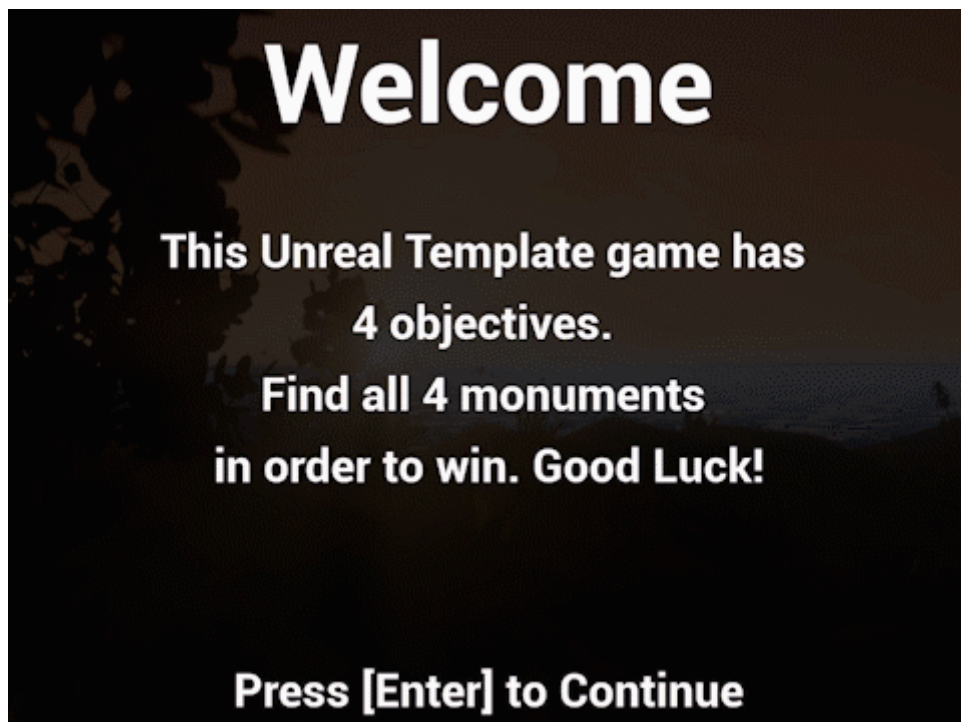 Welcome
This Unreal Template game has
4 objectives.
Find all 4 monuments
in order to win. Good Luck!
Press [Enter] to Continue